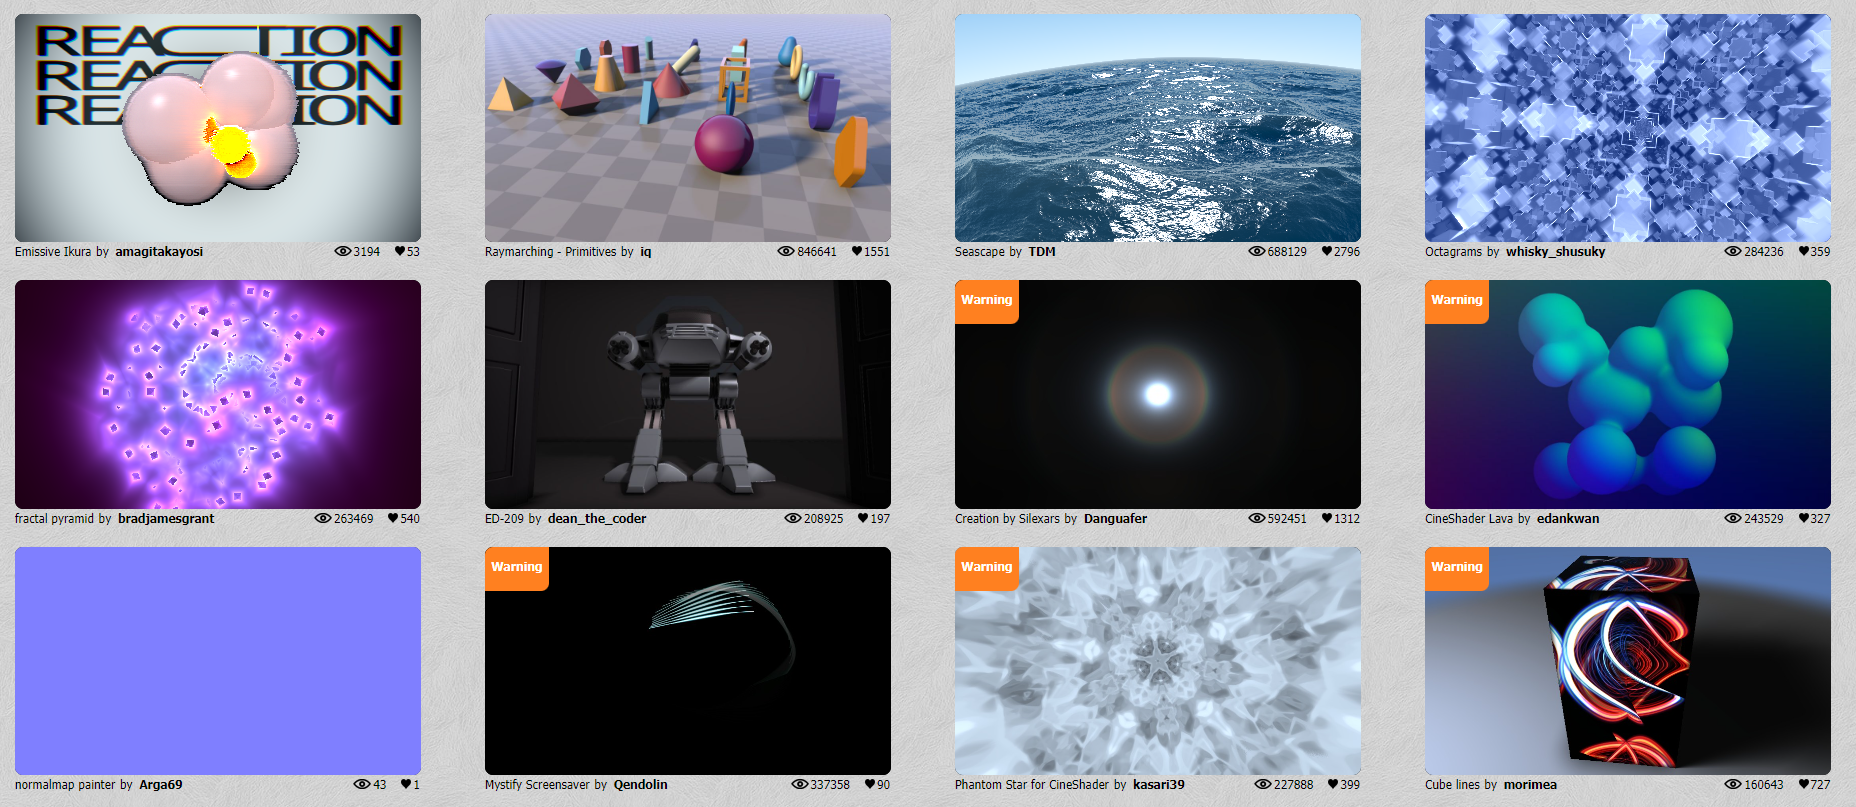 REACTION
REACTION
REACTION
Emissive Ikura by amagitakayosi 3194 53
Raymarching - Primitives by iq 846641 1551
Seascape by TDM 688129 2796
Octagrams by whisky_shusuky 284236 359
Warning
Warning
fractal pyramid by bradjamesgrant 263469 540
ED-209 by dean_the_coder 208925 197
Creation by Silexars by Danguafer 592451 1312
CineShader Lava by edankwan 243529 327
Warning
Warning
Warning
normalmap painter by Arga69 43 1
Mystify Screensaver by Qendolin 337358 90
Phantom Star for CineShader by kasari39 227888 399
Cube lines by morimea 160643 727